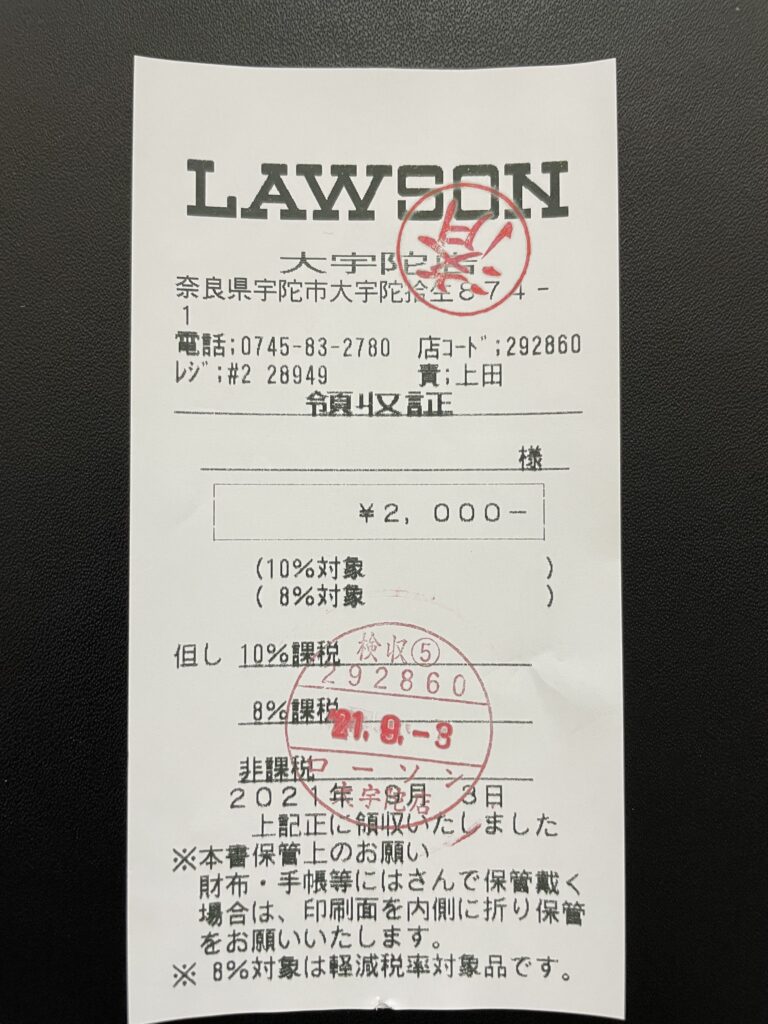 LAWSON
大宇陀店
済
奈良県宇陀市大宇陀拾生874-
1
電話;0745-83-2780 店コード;292860
レジ;#2 28949 責;上田
領収証
様
¥2,000-
(10%対象 )
( 8%対象 )
但し 10%課税
8%課税
非課税
検収⑤
292860
'21.9.-3
ローソン
大宇陀店
2021年 9月 3日
上記正に領収いたしました
※本書保管上のお願い
財布・手帳等にはさんで保管戴く
場合は、印刷面を内側に折り保管
をお願いいたします。
※ 8%対象は軽減税率対象品です。